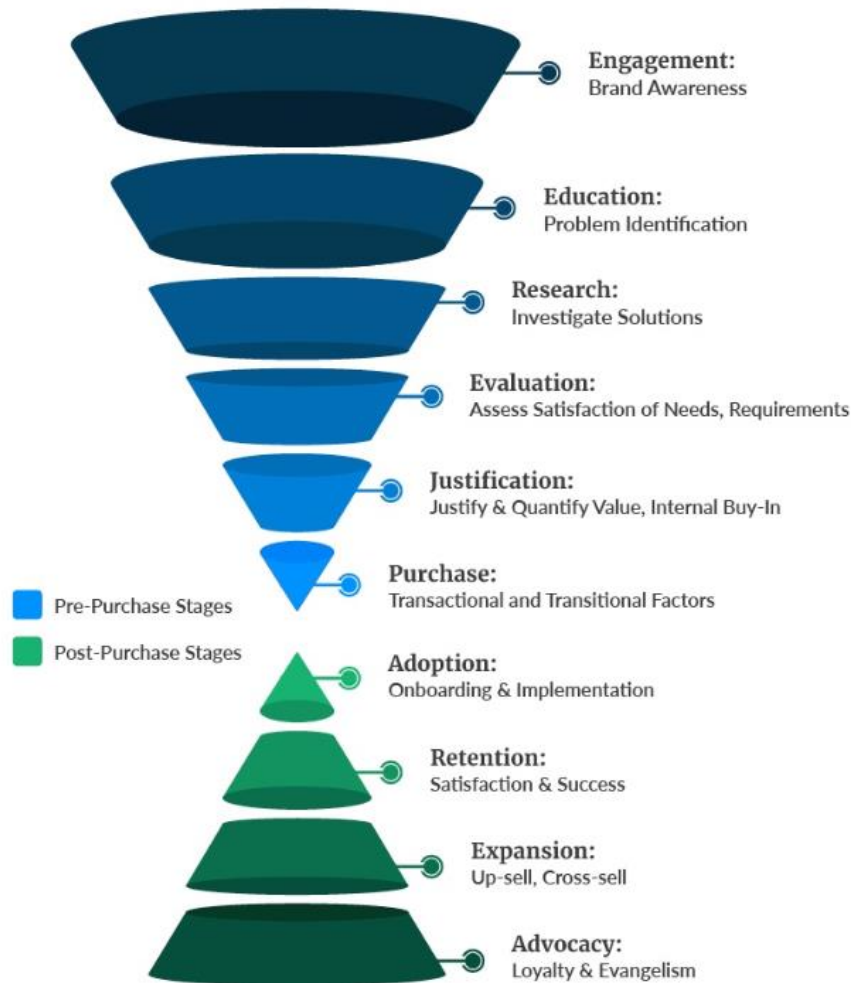 Engagement:
Brand Awareness
Education:
Problem Identification
Research:
Investigate Solutions
Evaluation:
Assess Satisfaction of Needs, Requirements
Justification:
Justify & Quantify Value, Internal Buy-In
Purchase:
Transactional and Transitional Factors
Pre-Purchase Stages
Post-Purchase Stages
Adoption:
Onboarding & Implementation
Retention:
Satisfaction & Success
Expansion:
Up-sell, Cross-sell
Advocacy:
Loyalty & Evangelism